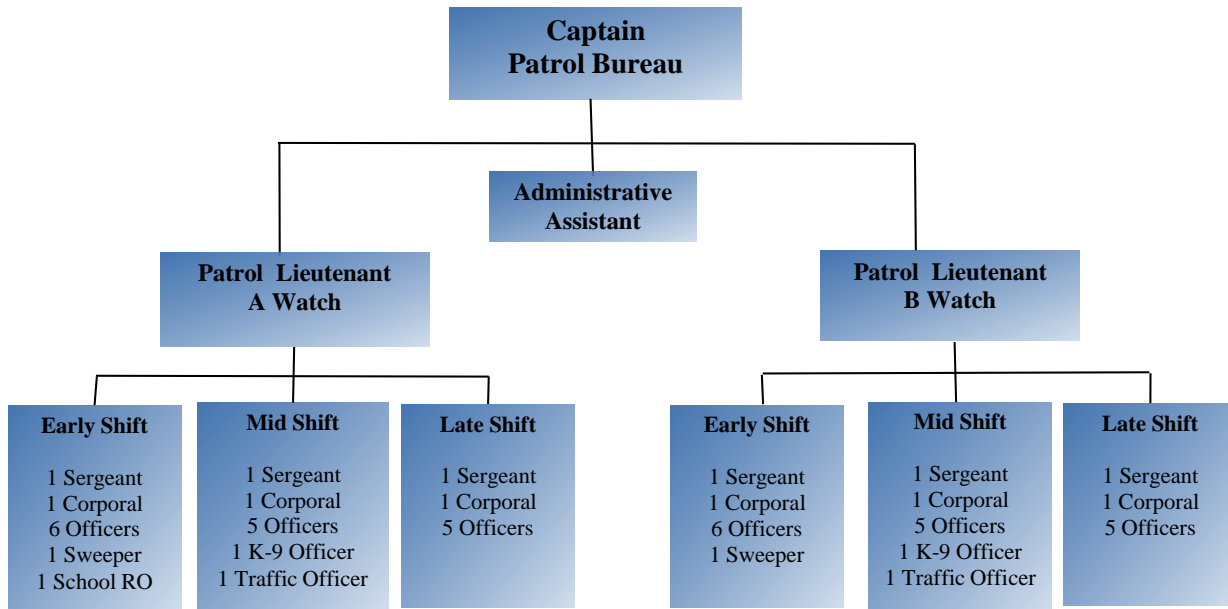 Captain
Patrol Bureau
Administrative
Assistant
Patrol Lieutenant
A Watch
Patrol Lieutenant
B Watch
Early Shift
1 Sergeant
1 Corporal
6 Officers
1 Sweeper
1 School RO
Mid Shift
1 Sergeant
1 Corporal
5 Officers
1 K-9 Officer
1 Traffic Officer
Late Shift
1 Sergeant
1 Corporal
5 Officers
Early Shift
1 Sergeant
1 Corporal
6 Officers
1 Sweeper
Mid Shift
1 Sergeant
1 Corporal
5 Officers
1 K-9 Officer
1 Traffic Officer
Late Shift
1 Sergeant
1 Corporal
5 Officers